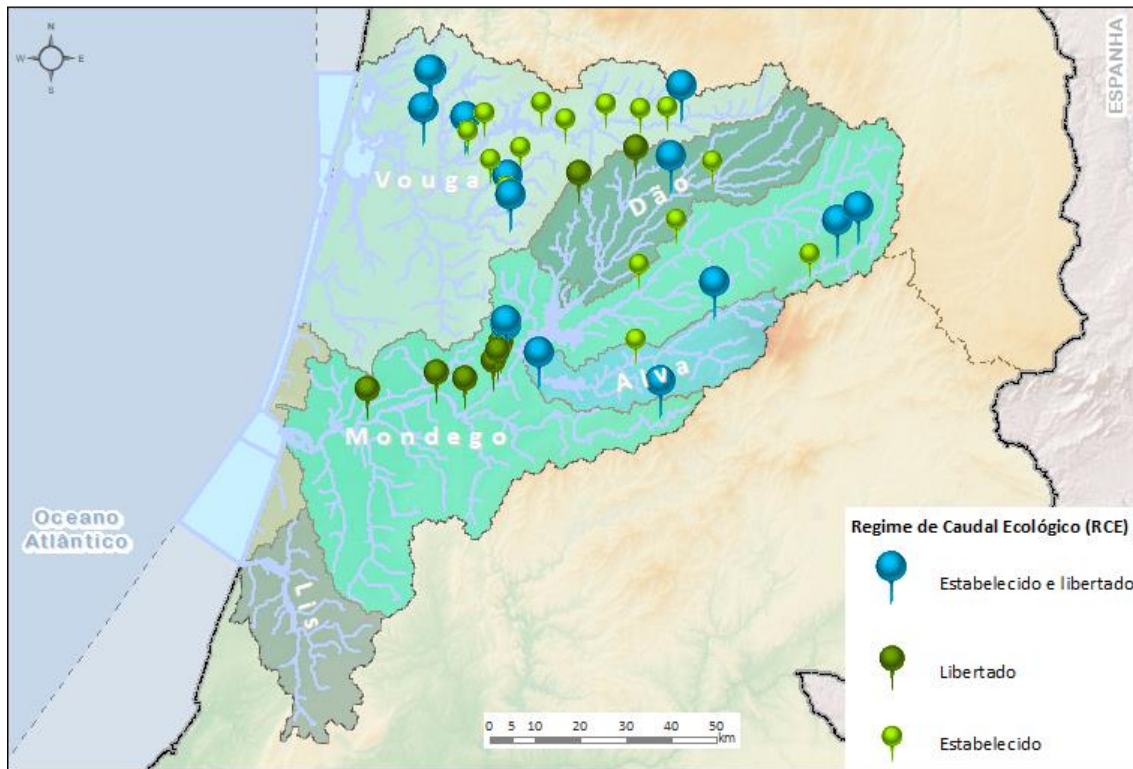 N
W E
S
ESPANHA
Vouga
Dão
Alva
Mondego
Oceano
Atlântico
Lis
Regime de Caudal Ecológico (RCE)
Estabelecido e libertado
Libertado
Estabelecido
0 5 10 20 30 40 50
km